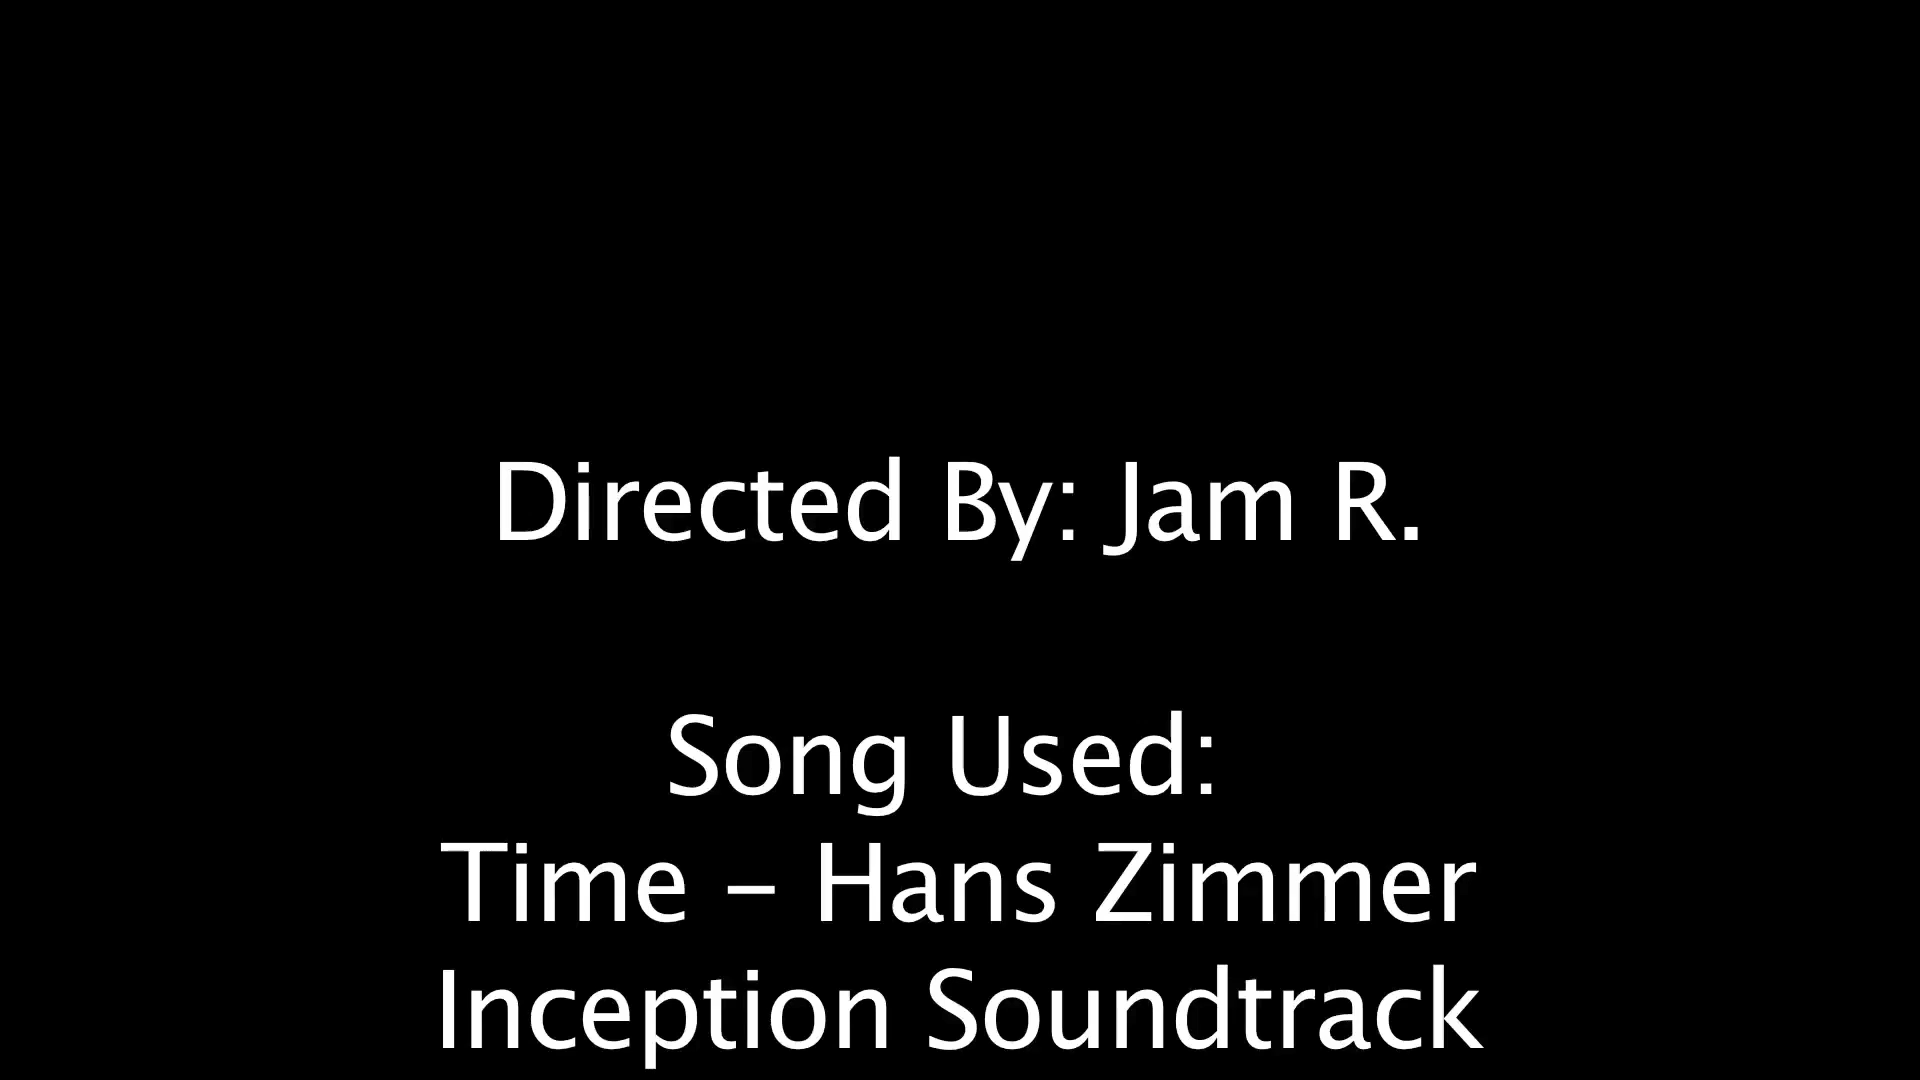 Directed By: Jam R.
Song Used:
Time – Hans Zimmer
Inception Soundtrack